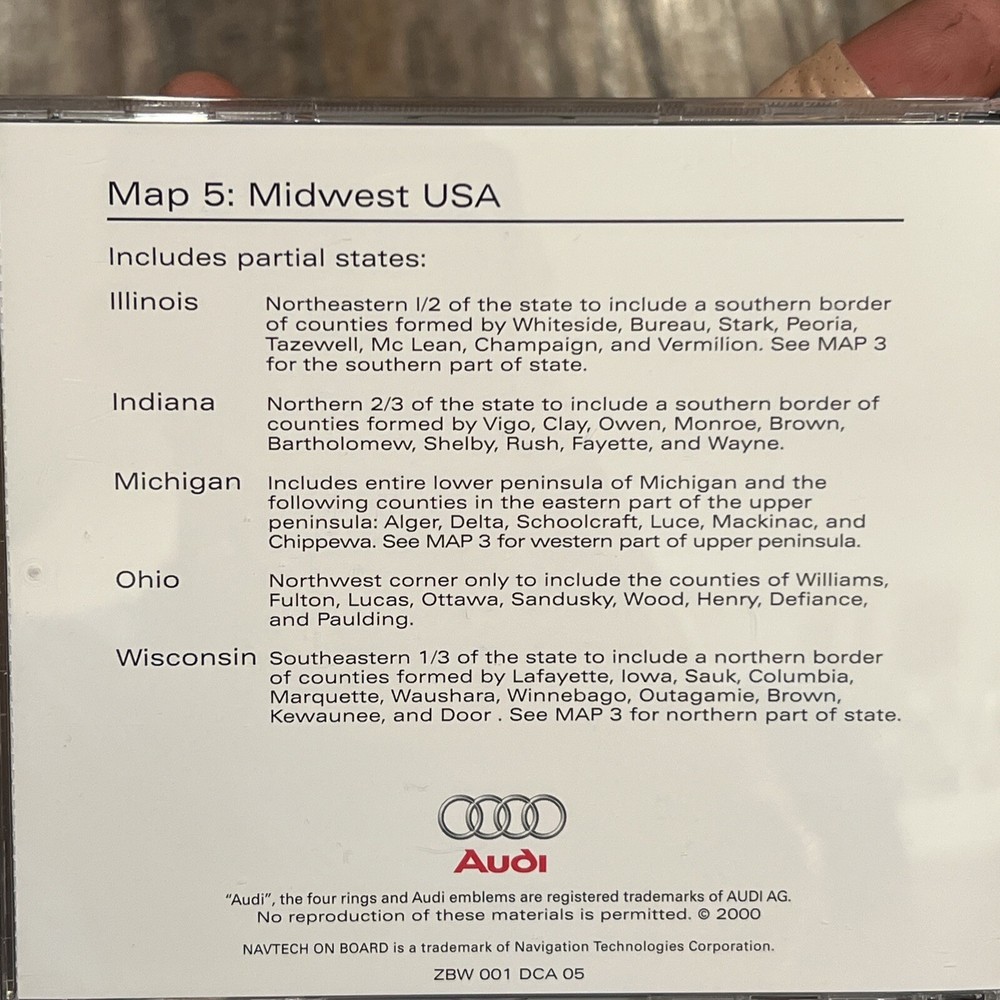 Map 5: Midwest USA
Includes partial states:
Illinois
Northeastern 1/2 of the state to include a southern border
of counties formed by Whiteside, Bureau, Stark, Peoria,
Tazewell, Mc Lean, Champaign, and Vermilion. See MAP 3
for the southern part of state.
Indiana
Northern 2/3 of the state to include a southern border of
counties formed by Vigo, Clay, Owen, Monroe, Brown,
Bartholomew, Shelby, Rush, Fayette, and Wayne.
Michigan
Includes entire lower peninsula of Michigan and the
following counties in the eastern part of the upper
peninsula: Alger, Delta, Schoolcraft, Luce, Mackinac, and
Chippewa. See MAP 3 for western part of upper peninsula.
Ohio
Northwest corner only to include the counties of Williams,
Fulton, Lucas, Ottawa, Sandusky, Wood, Henry, Defiance,
and Paulding.
Wisconsin
Southeastern 1/3 of the state to include a northern border
of counties formed by Lafayette, Iowa, Sauk, Columbia,
Marquette, Waushara, Winnebago, Outagamie, Brown,
Kewaunee, and Door . See MAP 3 for northern part of state.
Audi
"Audi", the four rings and Audi emblems are registered trademarks of AUDI AG.
No reproduction of these materials is permitted. © 2000
NAVTECH ON BOARD is a trademark of Navigation Technologies Corporation.
ZBW 001 DCA 05